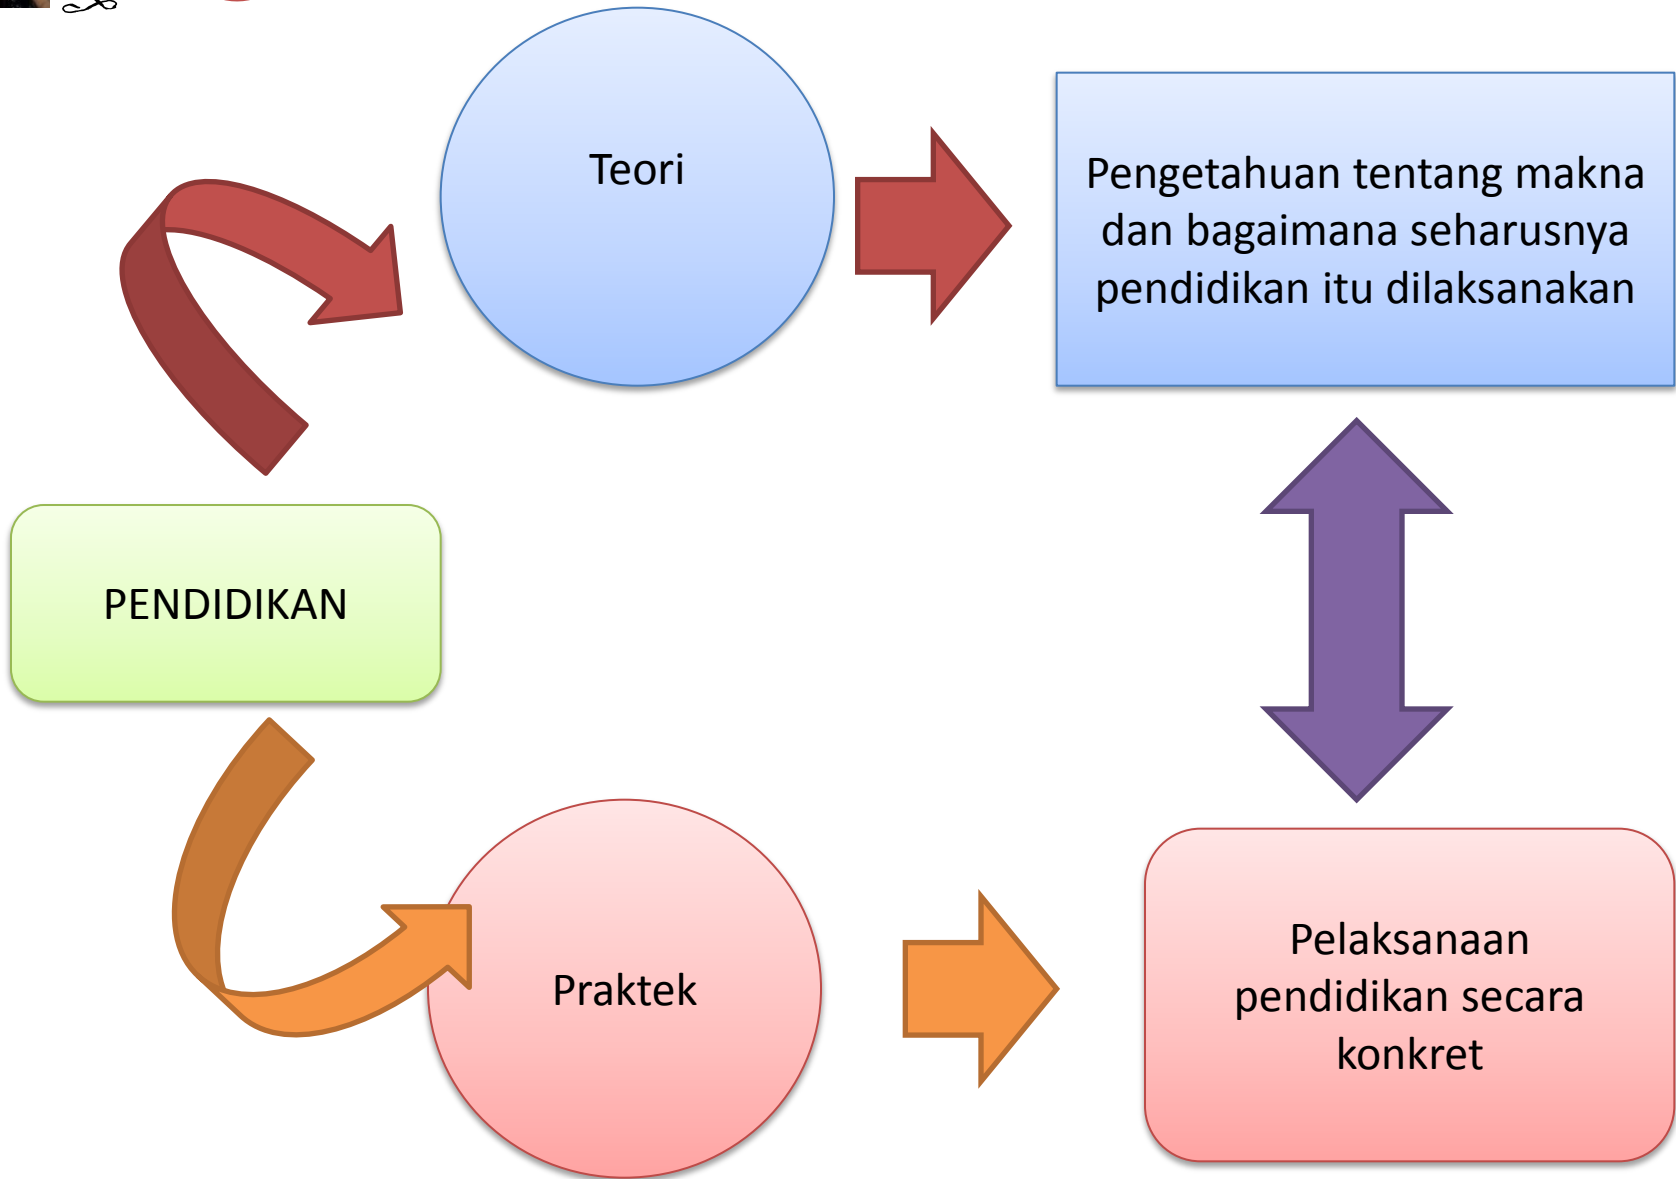 Teori
Pengetahuan tentang makna
dan bagaimana seharusnya
pendidikan itu dilaksanakan
PENDIDIKAN
Praktek
Pelaksanaan
pendidikan secara
konkret